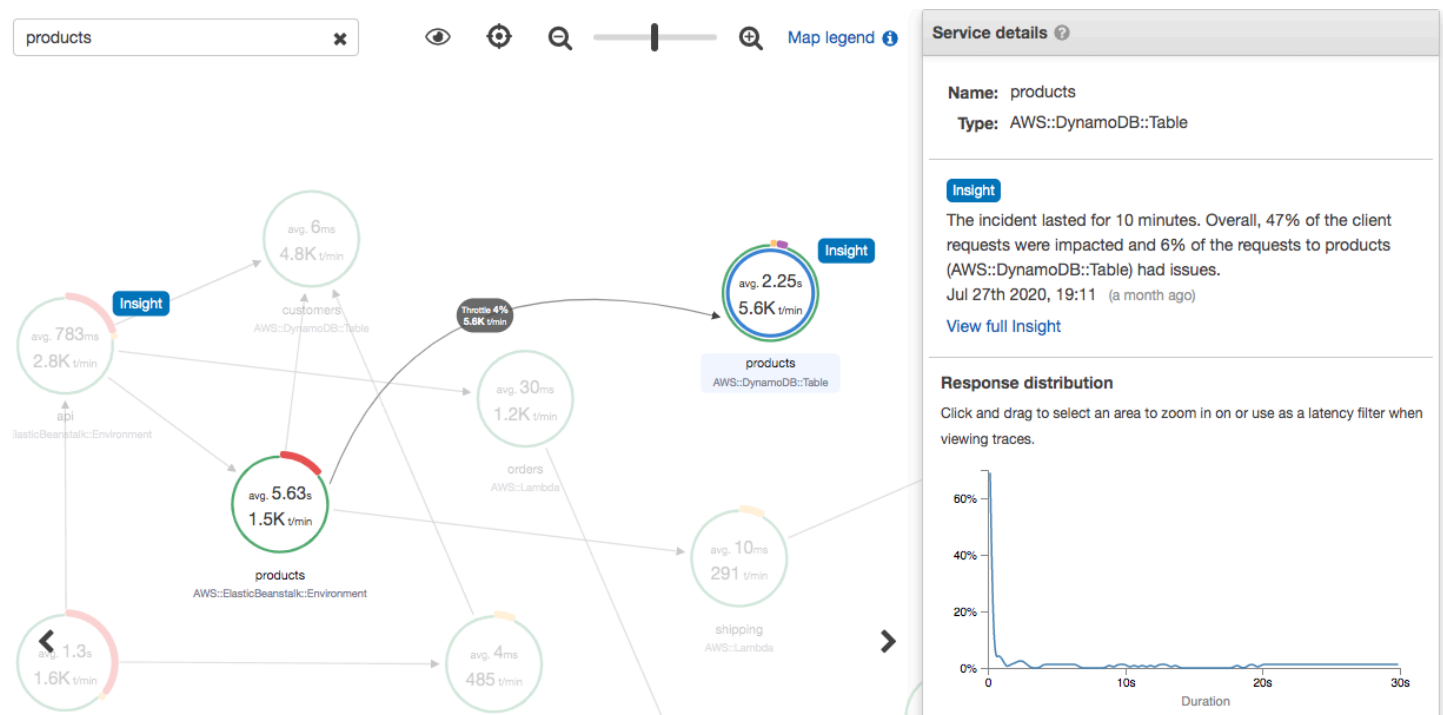 products
Map legend
Service details
Name: products
Type: AWS::DynamoDB::Table
Insight
The incident lasted for 10 minutes. Overall, 47% of the client
requests were impacted and 6% of the requests to products
(AWS::DynamoDB::Table) had issues.
Jul 27th 2020, 19:11 (a month ago)
View full Insight
Response distribution
Click and drag to select an area to zoom in on or use as a latency filter when
viewing traces.
60%
40%
20%
0%
0
10s
20s
30s
Duration
avg. 6ms
4.8K t/min
customers
AWS::DynamoDB::Table
Insight
avg. 2.25s
5.6K t/min
products
AWS::DynamoDB::Table
Throttle 4%
5.6K t/min
Insight
avg. 783ms
2.8K t/min
api
lasticBeanstalk::Environment
avg. 30ms
1.2K t/min
orders
AWS::Lambda
avg. 5.63s
1.5K t/min
products
AWS::ElasticBeanstalk::Environment
avg. 10ms
291 t/min
shipping
AWS::Lambda
avg. 1.3s
1.6K t/min
avg. 4ms
485 t/min